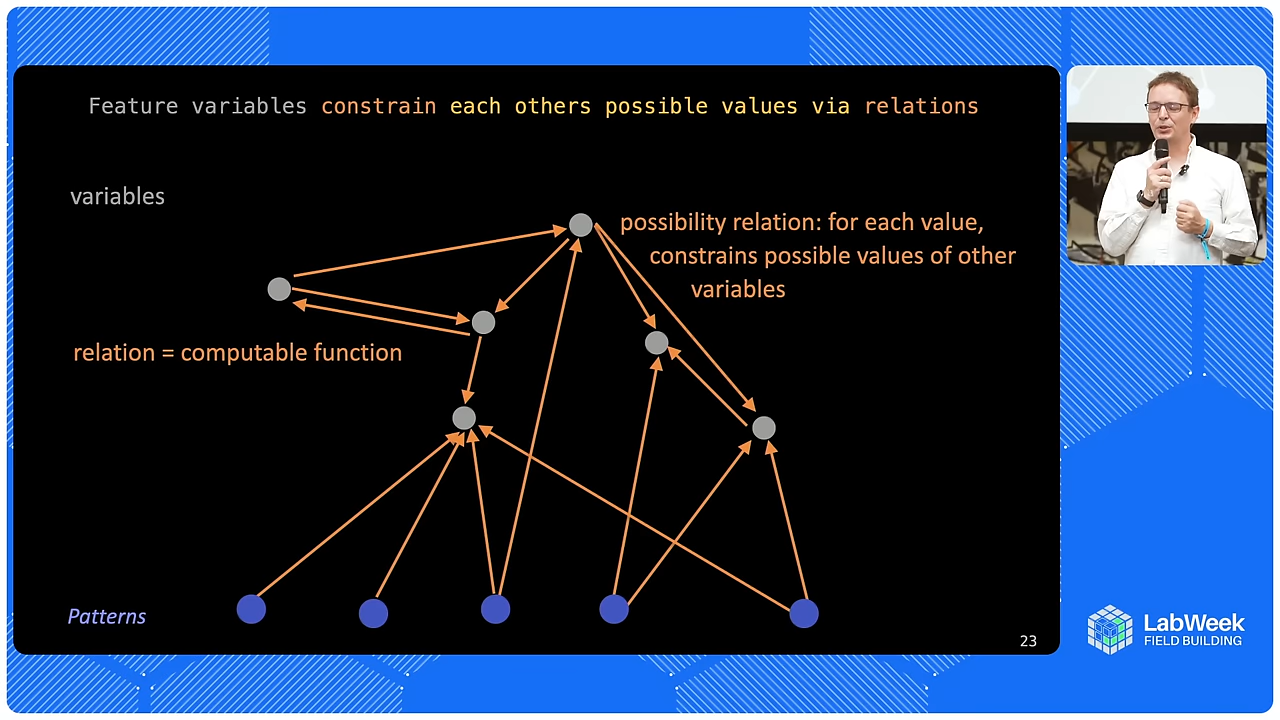 Feature variables constrain each others possible values via relations
variables
possibility relation: for each value,
constrains possible values of other
variables
relation = computable function
Patterns
23
LabWeek
FIELD BUILDING